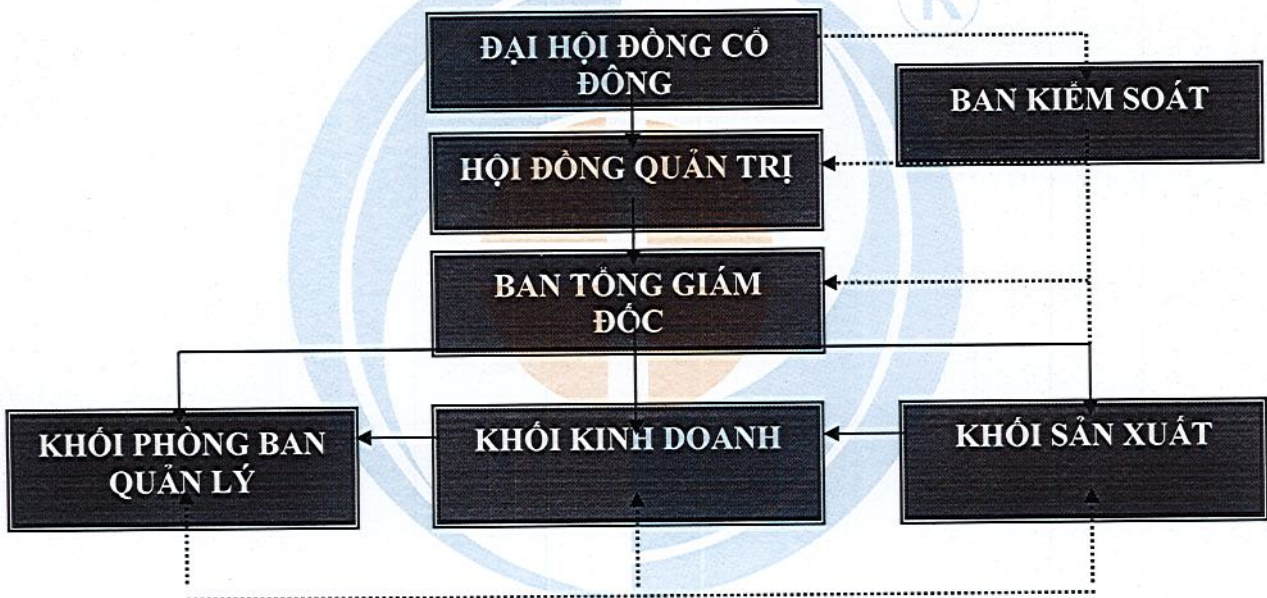 ĐẠI HỘI ĐỒNG CỔ
ĐÔNG
BAN KIỂM SOÁT
HỘI ĐỒNG QUẢN TRỊ
BAN TỔNG GIÁM
ĐỐC
KHỐI PHÒNG BAN
QUẢN LÝ
KHỐI KINH DOANH
KHỐI SẢN XUẤT
®